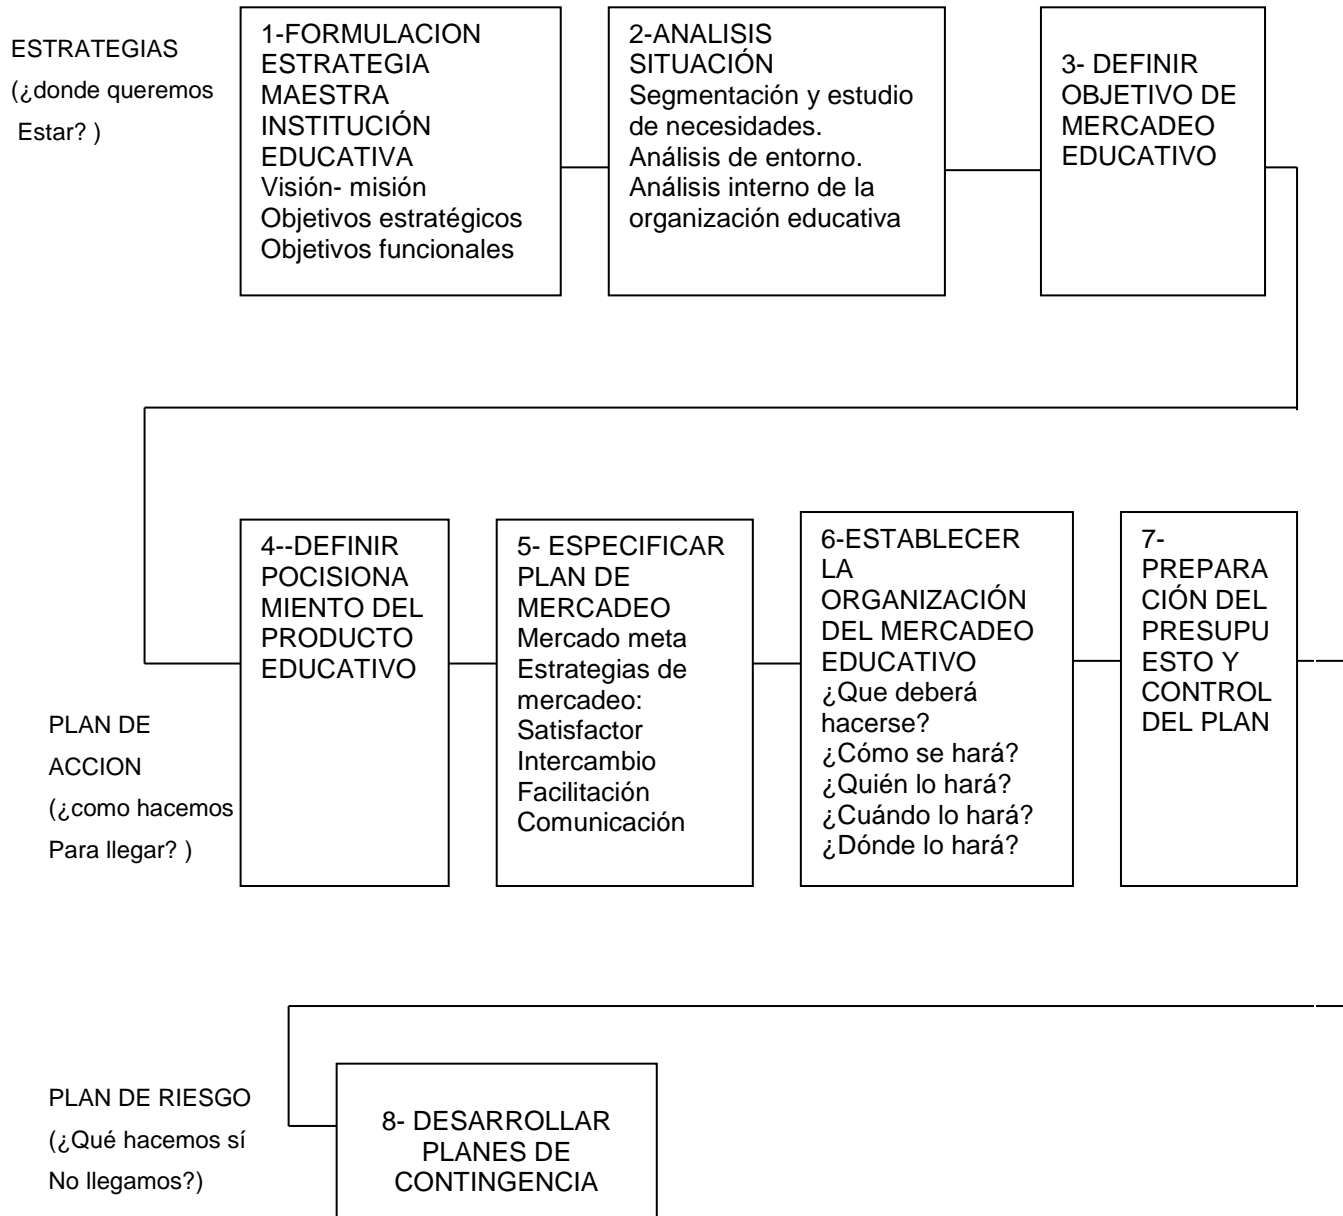 ESTRATEGIAS
(¿donde queremos
Estar? )
1-FORMULACION
ESTRATEGIA
MAESTRA
INSTITUCIÓN
EDUCATIVA
Visión- misión
Objetivos estratégicos
Objetivos funcionales
2-ANALISIS
SITUACIÓN
Segmentación y estudio
de necesidades.
Análisis de entorno.
Análisis interno de la
organización educativa
3- DEFINIR
OBJETIVO DE
MERCADEO
EDUCATIVO
PLAN DE
ACCION
(¿como hacemos
Para llegar? )
4--DEFINIR
POCISIONA
MIENTO DEL
PRODUCTO
EDUCATIVO
5- ESPECIFICAR
PLAN DE
MERCADEO
Mercado meta
Estrategias de
mercadeo:
Satisfactor
Intercambio
Facilitación
Comunicación
6-ESTABLECER
LA
ORGANIZACIÓN
DEL MERCADEO
EDUCATIVO
¿Que deberá
hacerse?
¿Cómo se hará?
¿Quién lo hará?
¿Cuándo lo hará?
¿Dónde lo hará?
7-
PREPARA
CIÓN DEL
PRESUPU
ESTO Y
CONTROL
DEL PLAN
PLAN DE RIESGO
(¿Qué hacemos sí
No llegamos?)
8- DESARROLLAR
PLANES DE
CONTINGENCIA